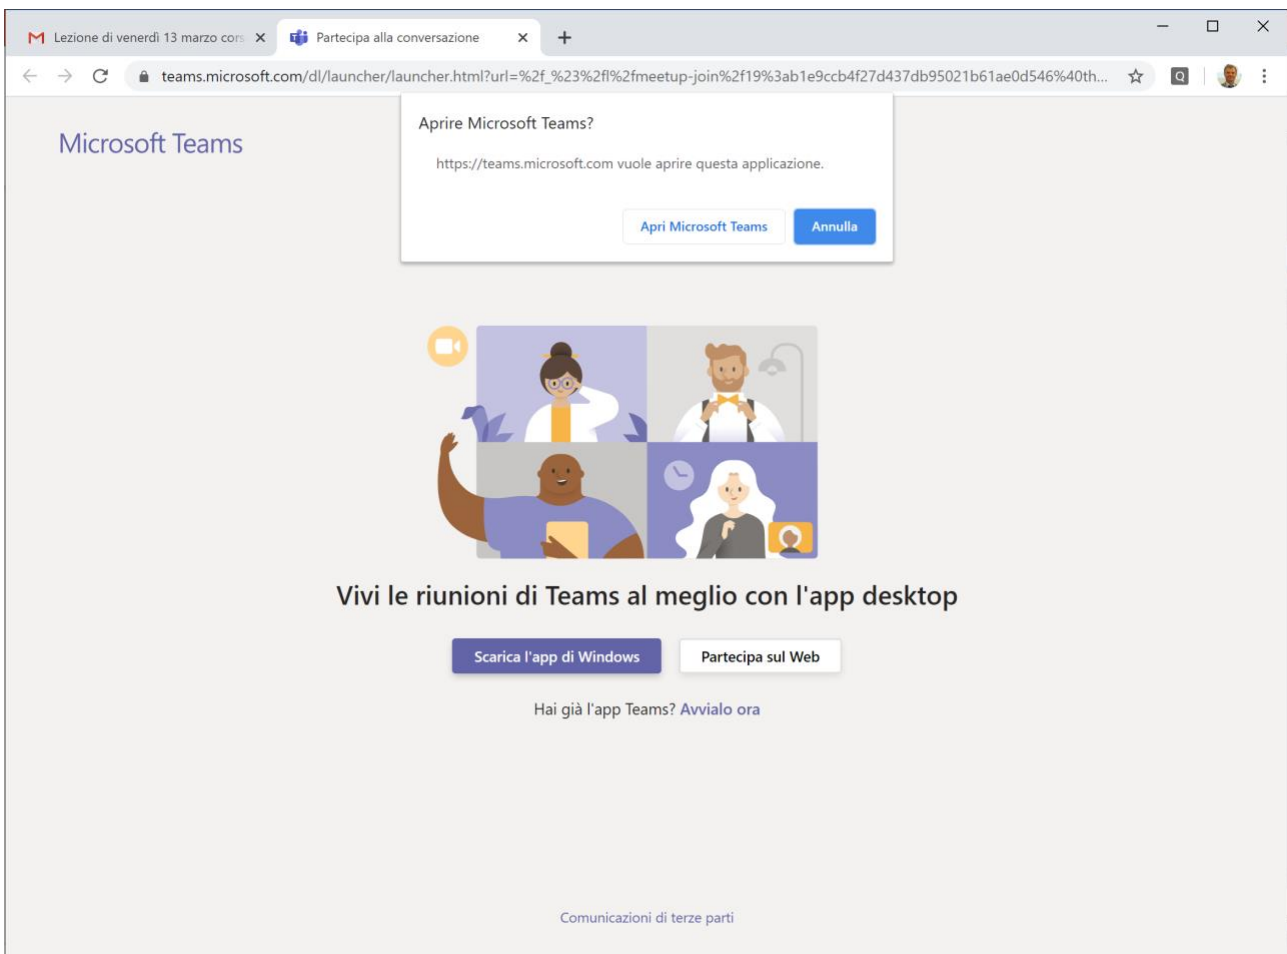 Lezione di venerdì 13 marzo cors
Partecipa alla conversazione
teams.microsoft.com/dl/launcher/launcher.html?url=%2f_%23%2fl%2fmeetup-join%2f19%3ab1e9ccb4f27d437db95021b61ae0d546%40th...
Q
Aprire Microsoft Teams?
Microsoft Teams
https://teams.microsoft.com vuole aprire questa applicazione.
Apri Microsoft Teams Annulla
Vivi le riunioni di Teams al meglio con l'app desktop
Scarica l'app di Windows Partecipa sul Web
Hai già l'app Teams? Avvialo ora
Comunicazioni di terze parti